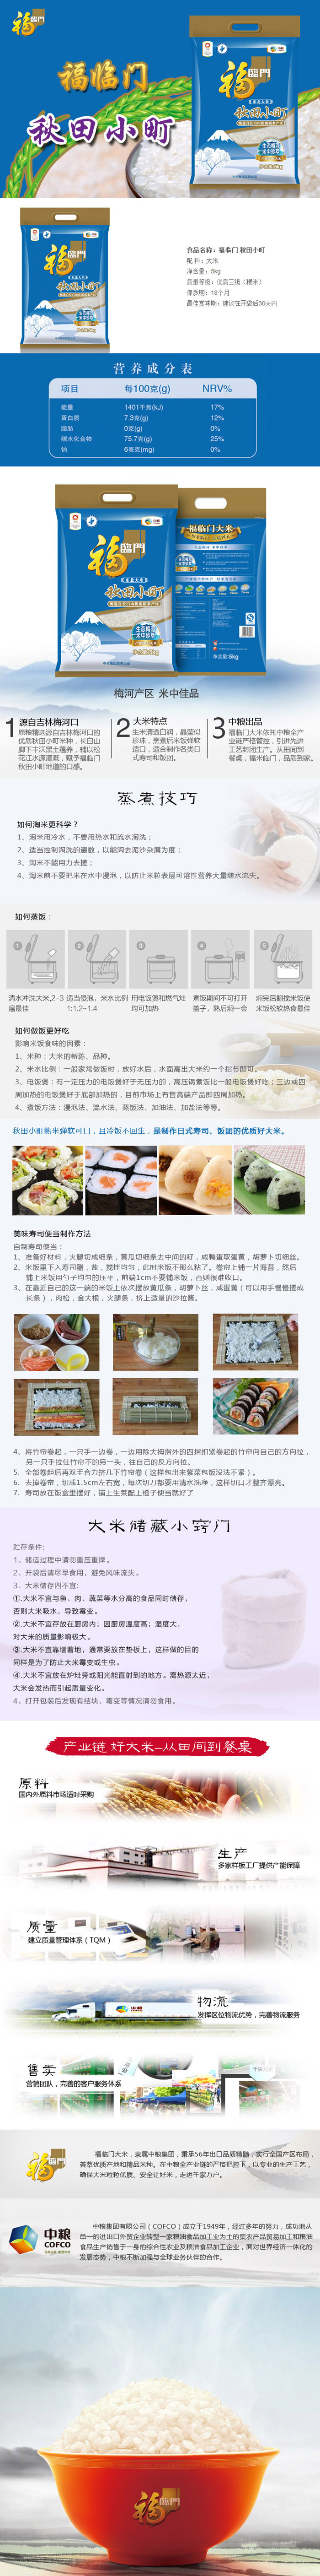 福临门
福临门
秋田小町
福临门
秋田小町
中粮
5kg
食品名称：福临门 秋田小町
配 料：大米
净含量：5kg
质量等级：优质三级（粳米）
保质期：18个月
最佳赏味期：建议在开袋后30天内
营养成分表
项目 每100克(g) NRV%
能量 1401千焦(kJ) 17%
蛋白质 7.3克(g) 12%
脂肪 0克(g) 0%
碳水化合物 75.7克(g) 25%
钠 6毫克(mg) 0%
福临門
秋田小町
福临门大米
5kg
梅河产区 米中佳品
1 源自吉林梅河口
原粮精选源自吉林梅河口的
优质秋田小町米种，长白山
脚下丰沃黑土蕴养，辅以松
花江水源灌溉，赋予福临门
秋田小町地道的口感。
2 大米特点
生米清透白润，晶莹似
珍珠，烹煮后米饭弹软
适口，适合制作各类日
式寿司和饭团。
3 中粮出品
福临门大米依托中粮全产
业链严格管控，引进先进
工艺封闭生产。从田间到
餐桌，福米临门，品质到家。
蒸煮技巧
如何淘米更科学？
1、淘米用冷水，不要用热水和流水淘洗；
2、适当控制淘洗的遍数，以能淘去泥沙杂屑为度；
3、淘米不能用力去搓；
4、淘米前不要把米在水中浸泡，以防止米粒表层可溶性营养大量随水流失。
如何蒸饭：
1 2 3 4 5
清水冲洗大米,2-3
遍最佳
适当侵泡，米水比例
1:1.2-1.4
用电饭煲和燃气灶
均可加热
煮饭期间不可打开
盖子，熟后焖一会
焖完后翻搅米饭使
米饭松软热食最佳
如何做饭更好吃
影响米饭食味的因素：
1、米种：大米的新陈、品种。
2、米水比例：一般家常做饭时，放好水后，水面高出大米约一个指节即可。
3、电饭煲：有一定压力的电饭煲好于无压力的，高压锅煮饭比一般电饭煲好吃；三边或四
周加热的电饭煲好于底部加热的，目前市场上有售高端产品即四周加热。
4、煮饭方法：浸泡法、温水法、蒸饭法、加油法、加盐法等等。
秋田小町熟米弹软可口，且冷饭不回生，是制作日式寿司、饭团的优质好大米。
美味寿司便当制作方法
自制寿司便当：
1、准备好材料，火腿切成细条，黄瓜切细条去中间的籽，咸鸭蛋取蛋黄，胡萝卜切细丝。
2、米饭里下入寿司醋，盐，搅拌均匀，此时米饭不那么粘了。卷帘上铺一片海苔，然后
铺上米饭用勺子均匀的压平，前端1cm不要铺米饭，否则很难收口。
3、在靠近自己的这一端的米饭上依次摆放黄瓜条，胡萝卜丝，咸蛋黄（可以用手慢慢搓成
长条），肉松，金大根，火腿条，挤上适量的沙拉酱。
4、将竹帘卷起，一只手一边卷，一边用除大拇指外的四指扣紧卷起的竹帘向自己的方向拉，
另一只手拉住竹帘不的另一头，往自己的反方向拉。
5、全部卷起后再双手合力挤几下竹帘卷（这样包出来紫菜包饭没法不紧）。
6、去掉卷帘，切成1.5cm左右宽，每次切刀都要用清水洗净，这样切口才整齐漂亮。
7、寿司放在饭盒里摆好，铺上生菜配上橙子便当就好了
大米储藏小窍门
贮存条件：
1、储运过程中请勿重压重摔。
2、开袋后请尽早食用，避免风味流失。
3、大米储存四不宜:
①.大米不宜与鱼、肉、蔬菜等水分高的食品同时储存，
否则大米吸水，导致霉变。
②.大米不宜存放在厨房内；因厨房温度高；湿度大，
对大米的质量影响极大。
③.大米不宜靠墙着地，通常要放在垫板上，这样做的目的
同样是为了防止大米霉变或生虫。
④.大米不宜放在炉灶旁或阳光能直射到的地方。离热源太近，
大米会发热而引起质量变化。
4、打开包装后发现有结块、霉变等情况请勿食用。
产业链 好大米—从田间到餐桌
原料
国内外原料市场适时采购
生产
多家样板工厂提供产能保障
质量
建立质量管理体系（TQM）
物流
发挥区位物流优势，完善物流服务
中粮
售卖
营销团队，完善的客户服务体系
福临門
福临门大米，隶属中粮集团，秉承56年出口品质精髓，实行全国产区布局，
荟萃优质产地和精品米种。在中粮全产业链的严格把控下，以专业的生产工艺，
确保大米粒粒优质、安全让好米，走进千家万户。
中粮
COFCO
中粮集团有限公司（COFCO）成立于1949年，经过多年的努力，成功地从
单一的进出口外贸企业转型一家粮油食品加工业为主的集农产品贸易加工和粮油
食品生产销售于一身的综合性农业及粮油食品加工企业，面对世界经济一体化的
发展态势，中粮不断加强与全球业务伙伴的合作。
福临門